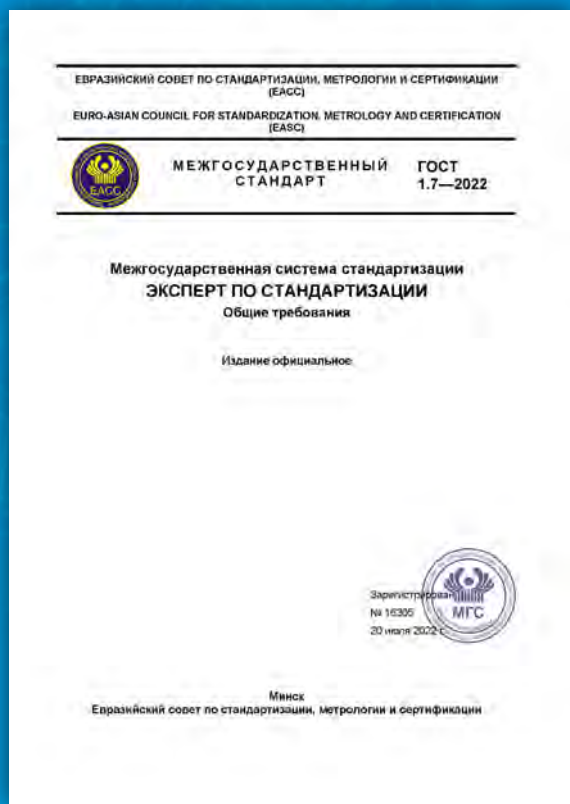 ЕВРАЗИЙСКИЙ СОВЕТ ПО СТАНДАРТИЗАЦИИ, МЕТРОЛОГИИ И СЕРТИФИКАЦИИ
(ЕАСС)
EURO-ASIAN COUNCIL FOR STANDARDIZATION, METROLOGY AND CERTIFICATION
(EASC)
ЕАСС
МЕЖГОСУДАРСТВЕННЫЙ
СТАНДАРТ
ГОСТ
1.7—2022
Межгосударственная система стандартизации
ЭКСПЕРТ ПО СТАНДАРТИЗАЦИИ
Общие требования
Издание официальное
Зарегистрирован
№ 16305
20 июля 2022 г.
МГС
Минск
Евразийский совет по стандартизации, метрологии и сертификации